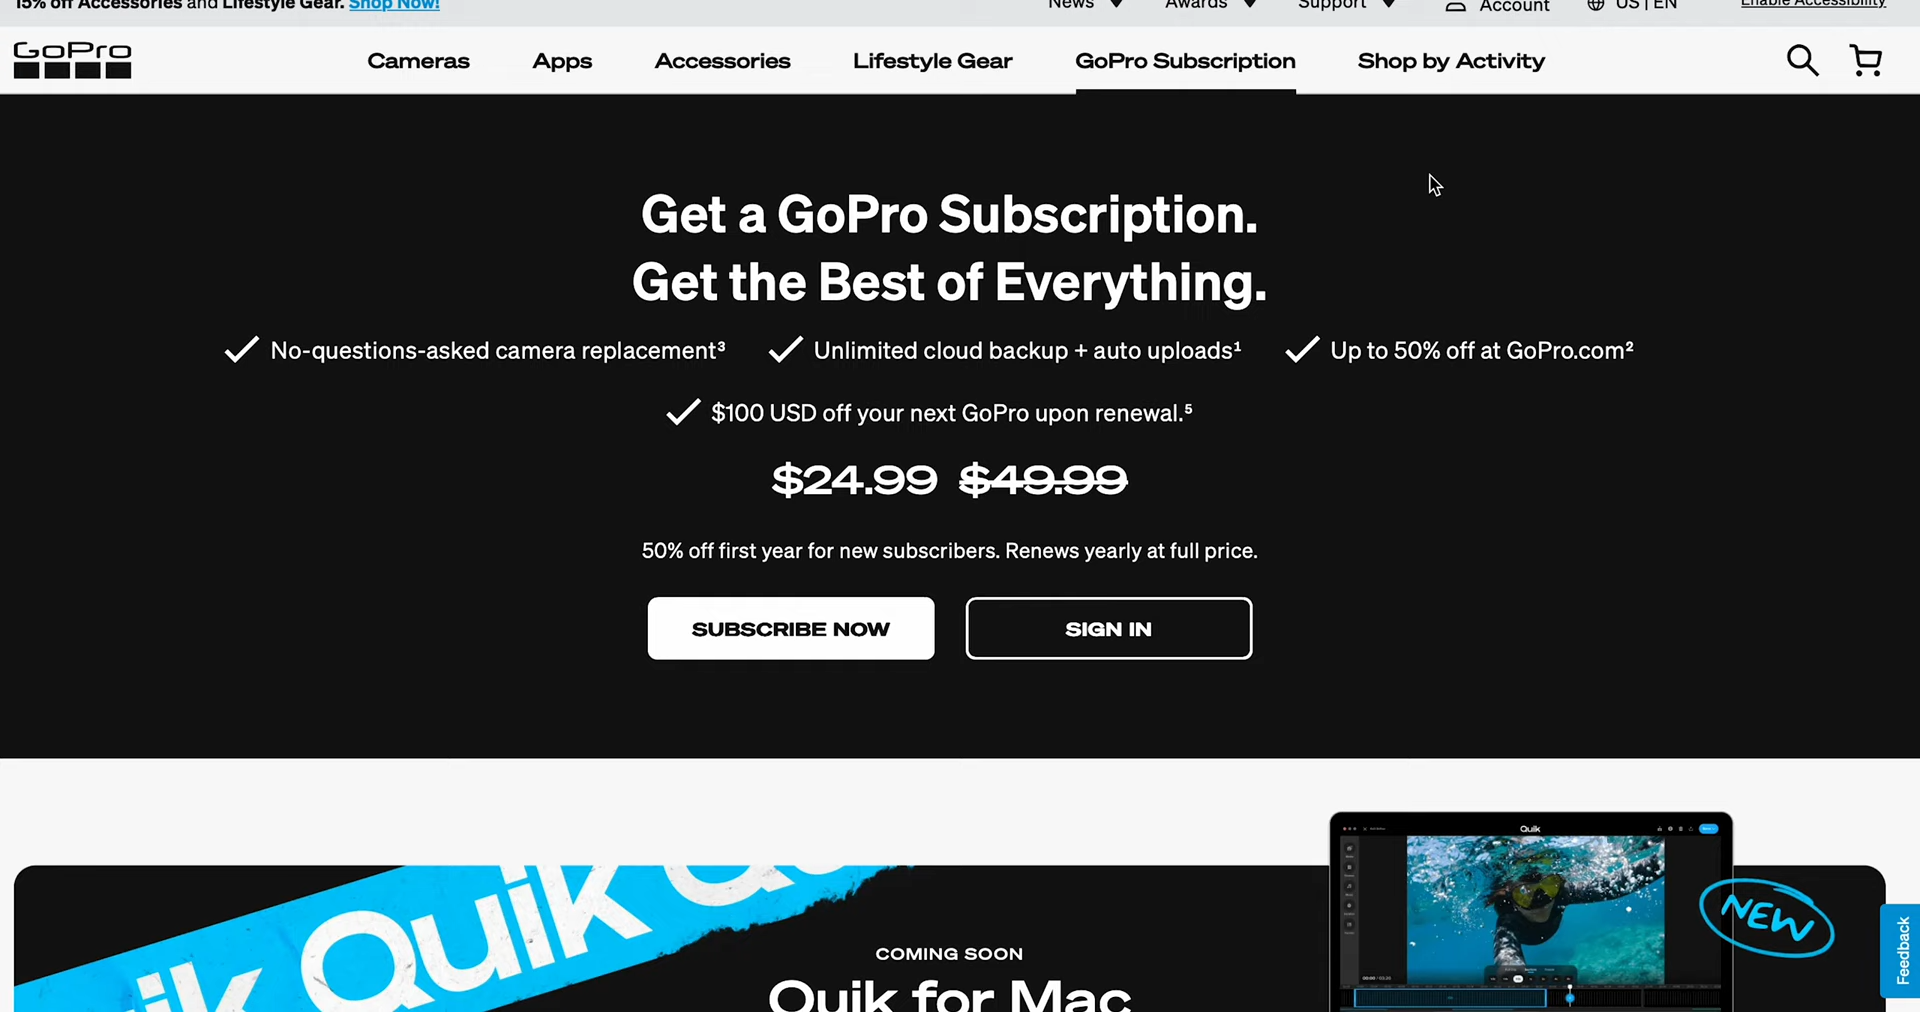 15% off Accessories and Lifestyle Gear. Shop Now!
News
Awards
Support
Account
US | EN
Enable Accessibility
GoPro
Cameras
Apps
Accessories
Lifestyle Gear
GoPro Subscription
Shop by Activity
Get a GoPro Subscription.
Get the Best of Everything.
No-questions-asked camera replacement³
Unlimited cloud backup + auto uploads¹
Up to 50% off at GoPro.com²
$100 USD off your next GoPro upon renewal.⁵
$24.99 $49.99
50% off first year for new subscribers. Renews yearly at full price.
SUBSCRIBE NOW
SIGN IN
Quik
Quik
NEW
Feedback
COMING SOON
Quik for Mac